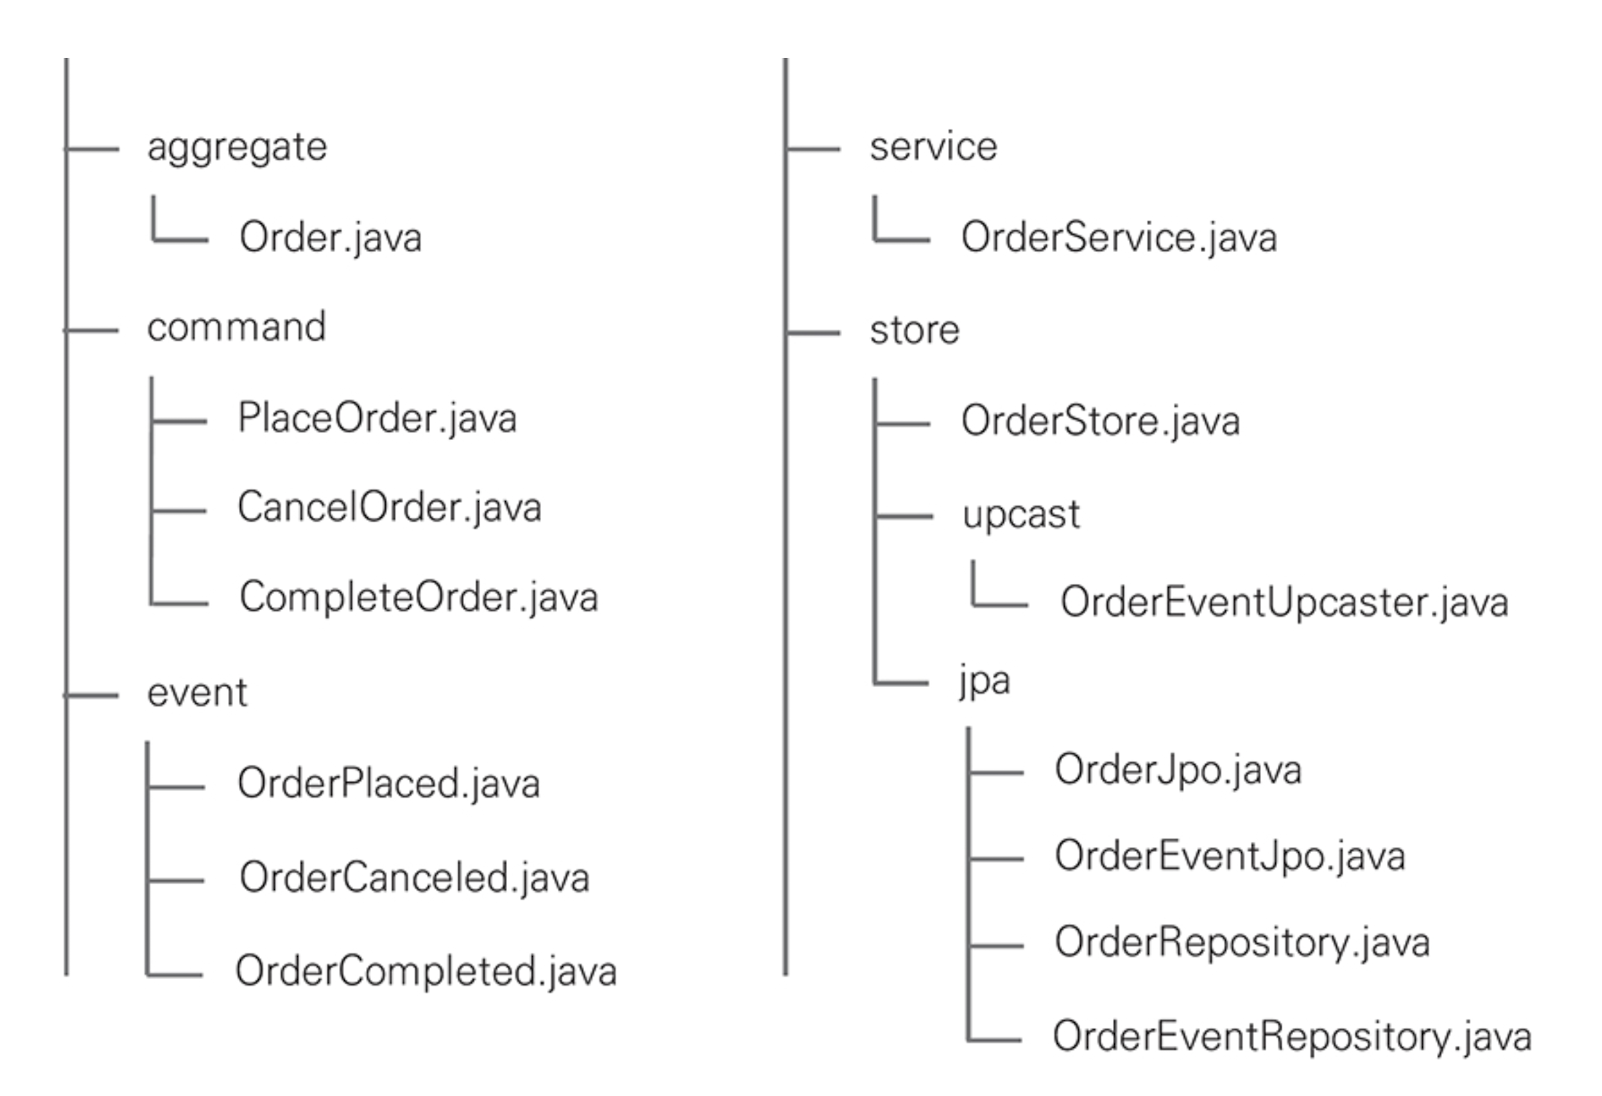 aggregate
Order.java
command
PlaceOrder.java
CancelOrder.java
CompleteOrder.java
event
OrderPlaced.java
OrderCanceled.java
OrderCompleted.java
service
OrderService.java
store
OrderStore.java
upcast
OrderEventUpcaster.java
jpa
OrderJpo.java
OrderEventJpo.java
OrderRepository.java
OrderEventRepository.java